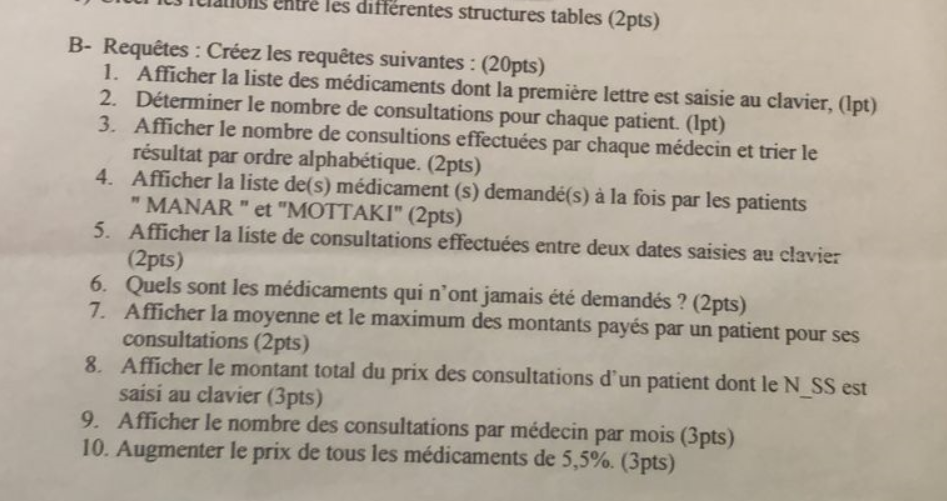 relations entre les différentes structures tables (2pts)
B- Requêtes : Créez les requêtes suivantes : (20pts)
1. Afficher la liste des médicaments dont la première lettre est saisie au clavier, (lpt)
2. Déterminer le nombre de consultations pour chaque patient. (lpt)
3. Afficher le nombre de consultions effectuées par chaque médecin et trier le
résultat par ordre alphabétique. (2pts)
4. Afficher la liste de(s) médicament (s) demandé(s) à la fois par les patients
" MANAR " et "MOTTAKI" (2pts)
5. Afficher la liste de consultations effectuées entre deux dates saisies au clavier
(2pts)
6. Quels sont les médicaments qui n'ont jamais été demandés ? (2pts)
7. Afficher la moyenne et le maximum des montants payés par un patient pour ses
consultations (2pts)
8. Afficher le montant total du prix des consultations d'un patient dont le N_SS est
saisi au clavier (3pts)
9. Afficher le nombre des consultations par médecin par mois (3pts)
10. Augmenter le prix de tous les médicaments de 5,5%. (3pts)